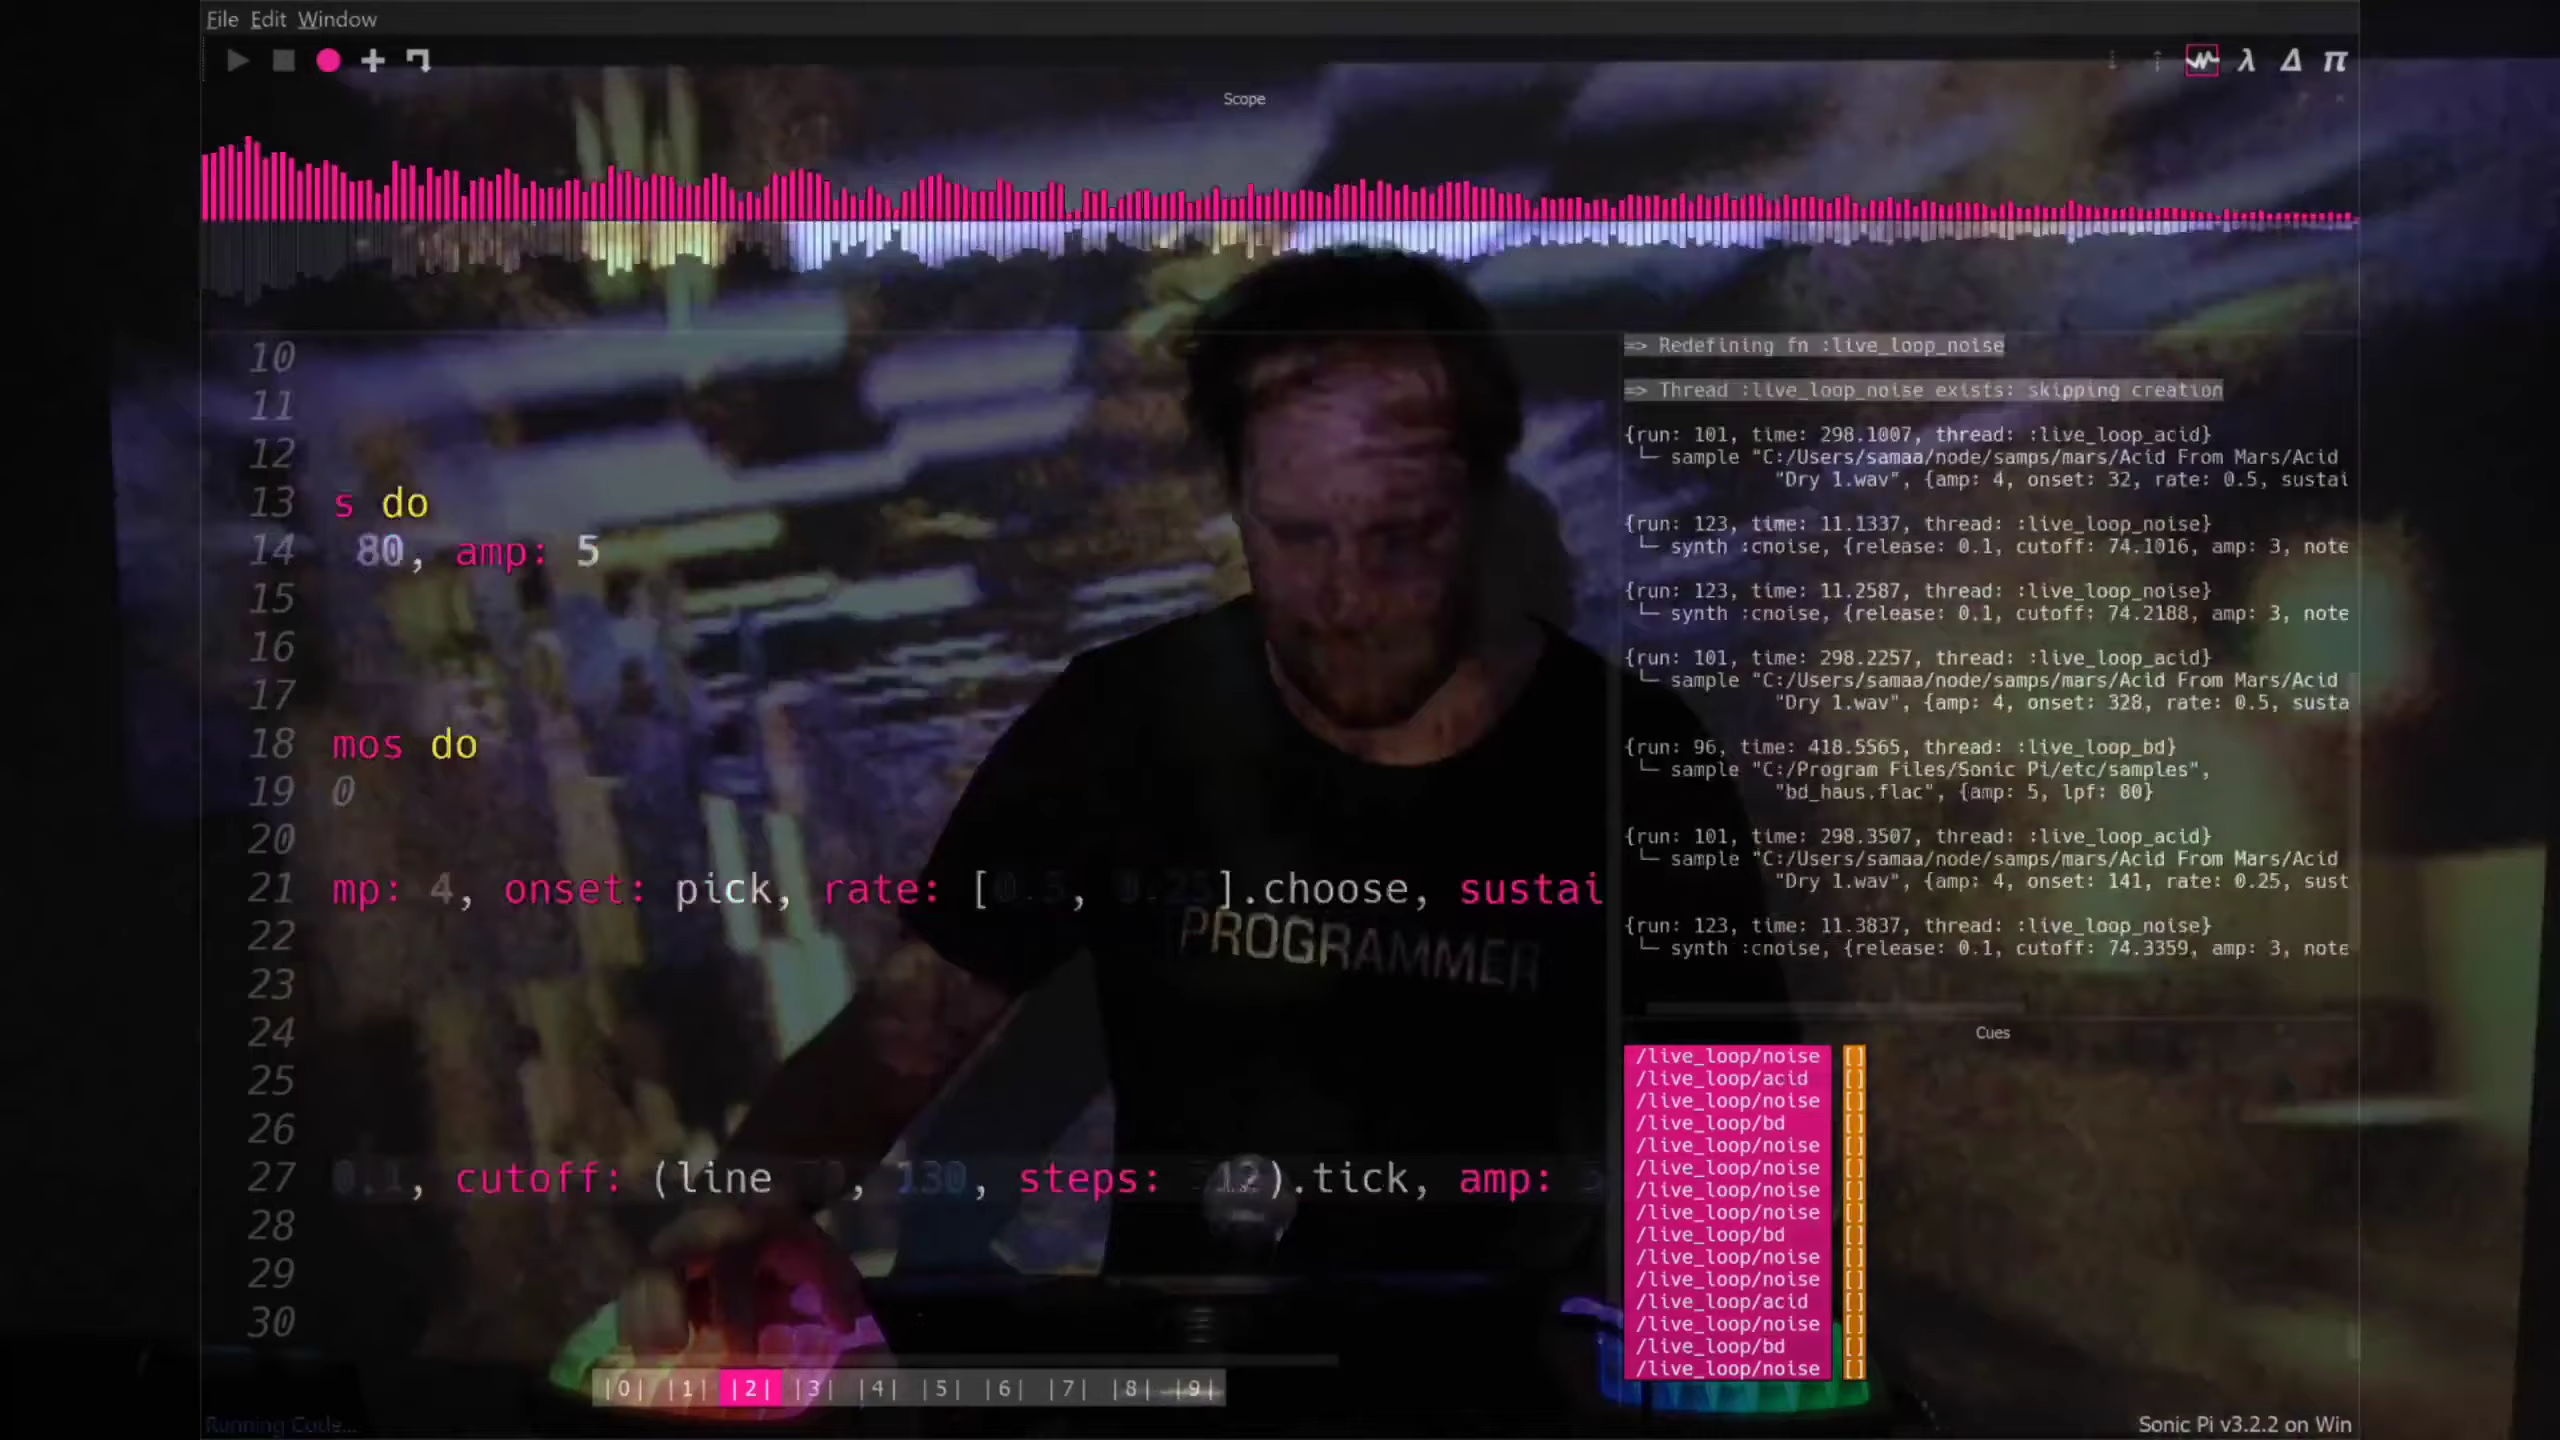 File Edit Window
Scope
10
11
12
13 s do
14 80, amp: 5
15
16
17
18 mos do
19 0
20
21 mp: 4, onset: pick, rate: [0.5, 0.25].choose, sustai
22
23
24
25
26
27 0.1, cutoff: (line , 130, steps: ).tick, amp:
28
29
30
PROGRAMMER
|0| |1| |2| |3| |4| |5| |6| |7| |8| |9|
Running Code...
=> Redefining fn :live_loop_noise
=> Thread :live_loop_noise exists: skipping creation
{run: 101, time: 298.1007, thread: :live_loop_acid}
└─ sample "C:/Users/samaa/node/samps/mars/Acid From Mars/Acid
"Dry 1.wav", {amp: 4, onset: 32, rate: 0.5, sustai
{run: 123, time: 11.1337, thread: :live_loop_noise}
└─ synth :cnoise, {release: 0.1, cutoff: 74.1016, amp: 3, note
{run: 123, time: 11.2587, thread: :live_loop_noise}
└─ synth :cnoise, {release: 0.1, cutoff: 74.2188, amp: 3, note
{run: 101, time: 298.2257, thread: :live_loop_acid}
└─ sample "C:/Users/samaa/node/samps/mars/Acid From Mars/Acid
"Dry 1.wav", {amp: 4, onset: 328, rate: 0.5, susta
{run: 96, time: 418.5565, thread: :live_loop_bd}
└─ sample "C:/Program Files/Sonic Pi/etc/samples",
"bd_haus.flac", {amp: 5, lpf: 80}
{run: 101, time: 298.3507, thread: :live_loop_acid}
└─ sample "C:/Users/samaa/node/samps/mars/Acid From Mars/Acid
"Dry 1.wav", {amp: 4, onset: 141, rate: 0.25, sust
{run: 123, time: 11.3837, thread: :live_loop_noise}
└─ synth :cnoise, {release: 0.1, cutoff: 74.3359, amp: 3, note
Cues
/live_loop/noise []
/live_loop/acid []
/live_loop/noise []
/live_loop/bd []
/live_loop/noise []
/live_loop/noise []
/live_loop/noise []
/live_loop/noise []
/live_loop/bd []
/live_loop/noise []
/live_loop/noise []
/live_loop/acid []
/live_loop/noise []
/live_loop/bd []
/live_loop/noise []
Sonic Pi v3.2.2 on Win